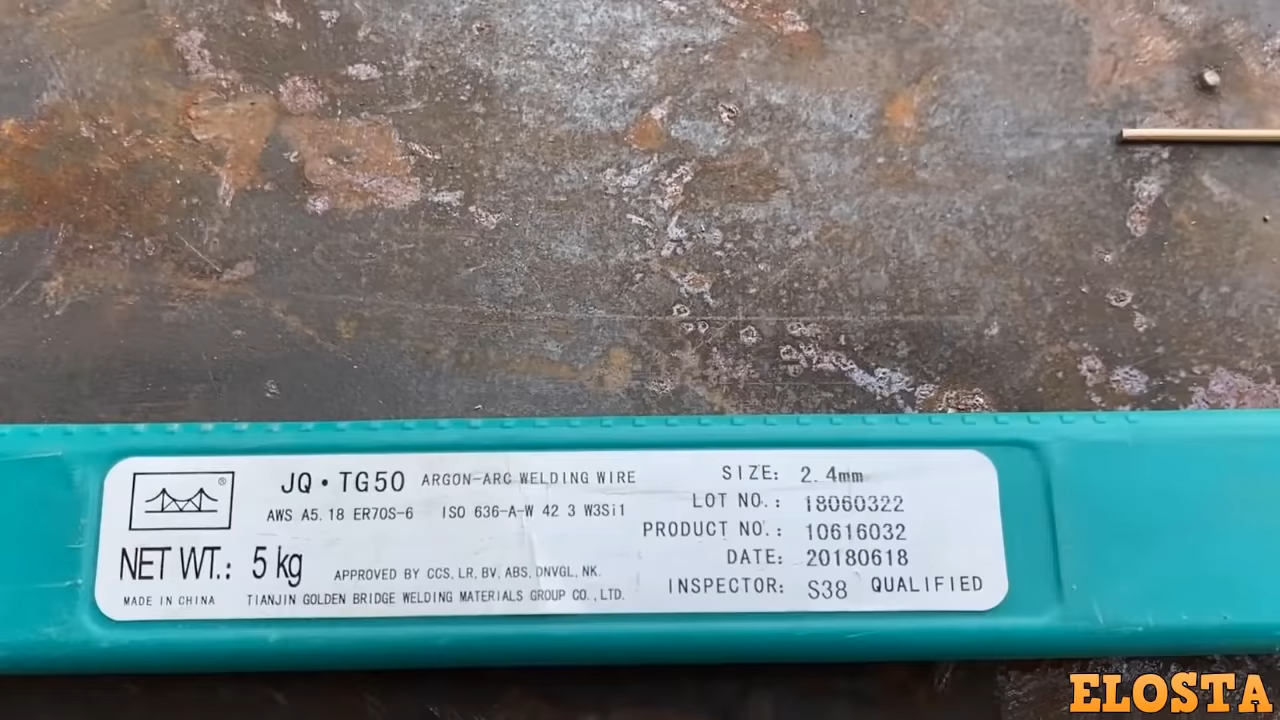 JQ·TG50 ARGON-ARC WELDING WIRE
AWS A5.18 ER70S-6 ISO 636-A-W 42 3 W3Si1
NET WT.: 5 kg APPROVED BY CCS, LR, BV, ABS, DNVGL, NK.
MADE IN CHINA TIANJIN GOLDEN BRIDGE WELDING MATERIALS GROUP CO., LTD.
SIZE: 2.4mm
LOT NO.: 18060322
PRODUCT NO.: 10616032
DATE: 20180618
INSPECTOR: S38 QUALIFIED
ELOSTA